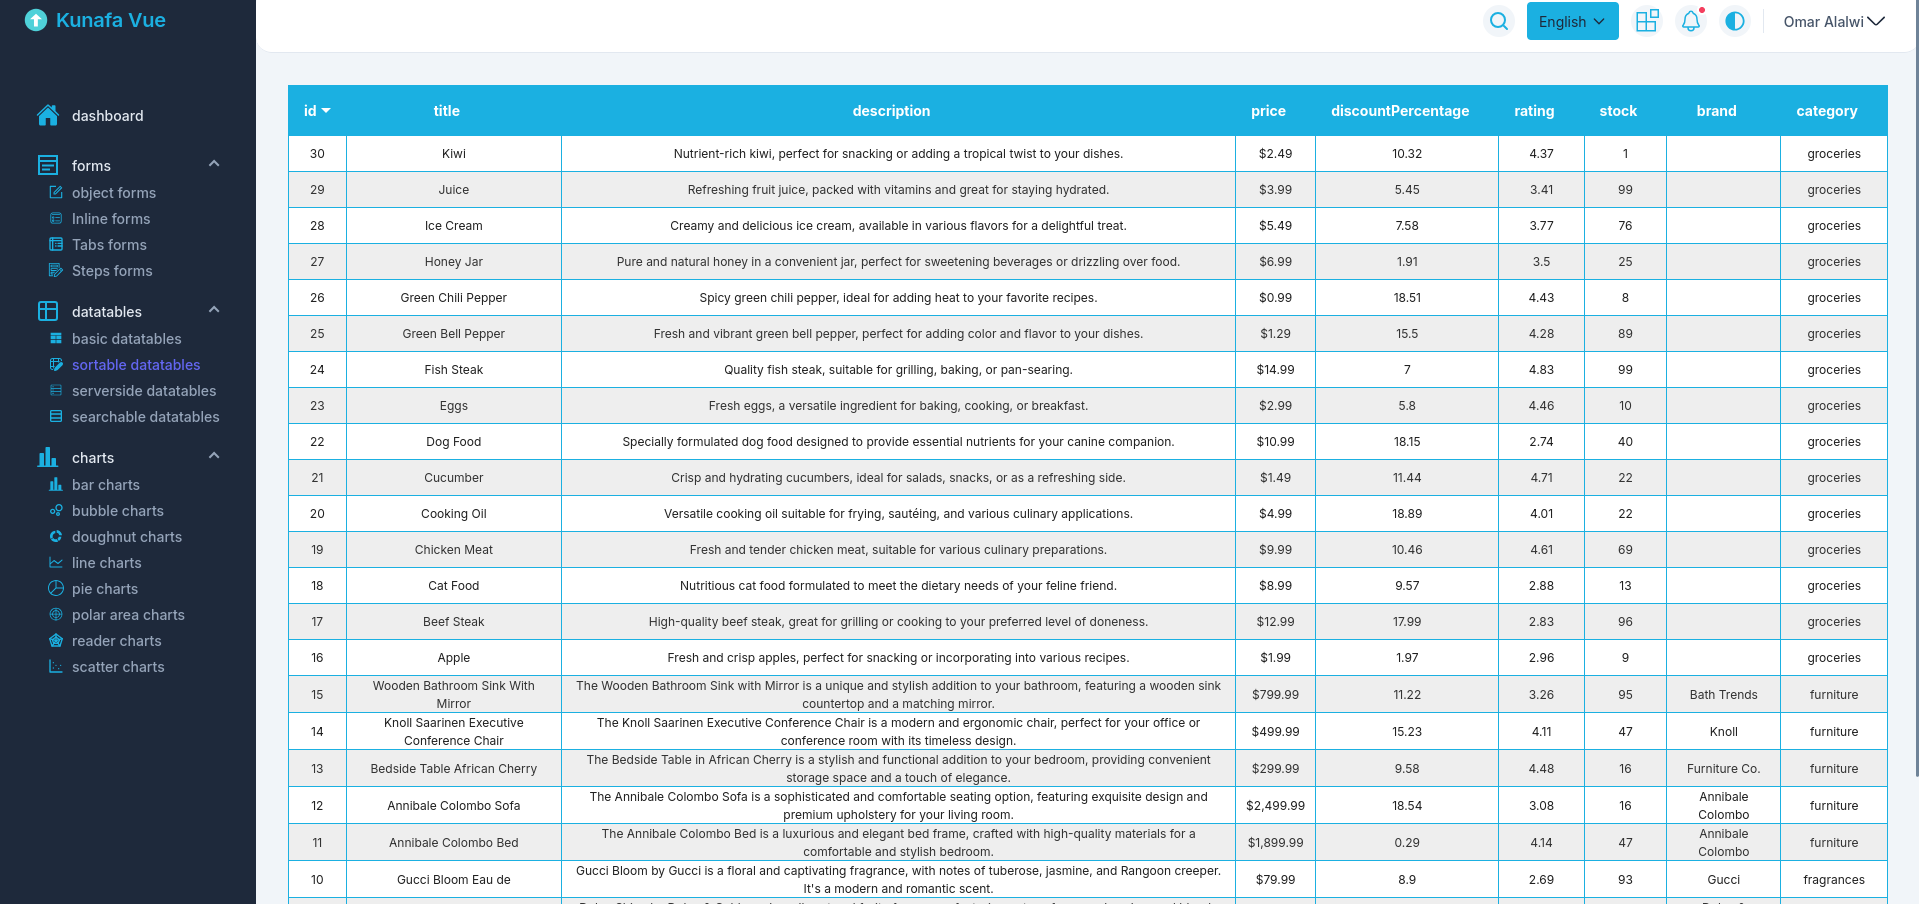 Kunafa Vue
English
Omar Alalwi
dashboard
forms
object forms
Inline forms
Tabs forms
Steps forms
datatables
basic datatables
sortable datatables
serverside datatables
searchable datatables
charts
bar charts
bubble charts
doughnut charts
line charts
pie charts
polar area charts
reader charts
scatter charts
id title description price discountPercentage rating stock brand category
30 Kiwi Nutrient-rich kiwi, perfect for snacking or adding a tropical twist to your dishes. $2.49 10.32 4.37 1 groceries
29 Juice Refreshing fruit juice, packed with vitamins and great for staying hydrated. $3.99 5.45 3.41 99 groceries
28 Ice Cream Creamy and delicious ice cream, available in various flavors for a delightful treat. $5.49 7.58 3.77 76 groceries
27 Honey Jar Pure and natural honey in a convenient jar, perfect for sweetening beverages or drizzling over food. $6.99 1.91 3.5 25 groceries
26 Green Chili Pepper Spicy green chili pepper, ideal for adding heat to your favorite recipes. $0.99 18.51 4.43 8 groceries
25 Green Bell Pepper Fresh and vibrant green bell pepper, perfect for adding color and flavor to your dishes. $1.29 15.5 4.28 89 groceries
24 Fish Steak Quality fish steak, suitable for grilling, baking, or pan-searing. $14.99 7 4.83 99 groceries
23 Eggs Fresh eggs, a versatile ingredient for baking, cooking, or breakfast. $2.99 5.8 4.46 10 groceries
22 Dog Food Specially formulated dog food designed to provide essential nutrients for your canine companion. $10.99 18.15 2.74 40 groceries
21 Cucumber Crisp and hydrating cucumbers, ideal for salads, snacks, or as a refreshing side. $1.49 11.44 4.71 22 groceries
20 Cooking Oil Versatile cooking oil suitable for frying, sautéing, and various culinary applications. $4.99 18.89 4.01 22 groceries
19 Chicken Meat Fresh and tender chicken meat, suitable for various culinary preparations. $9.99 10.46 4.61 69 groceries
18 Cat Food Nutritious cat food formulated to meet the dietary needs of your feline friend. $8.99 9.57 2.88 13 groceries
17 Beef Steak High-quality beef steak, great for grilling or cooking to your preferred level of doneness. $12.99 17.99 2.83 96 groceries
16 Apple Fresh and crisp apples, perfect for snacking or incorporating into various recipes. $1.99 1.97 2.96 9 groceries
15 Wooden Bathroom Sink With Mirror The Wooden Bathroom Sink with Mirror is a unique and stylish addition to your bathroom, featuring a wooden sink countertop and a matching mirror. $799.99 11.22 3.26 95 Bath Trends furniture
14 Knoll Saarinen Executive Conference Chair The Knoll Saarinen Executive Conference Chair is a modern and ergonomic chair, perfect for your office or conference room with its timeless design. $499.99 15.23 4.11 47 Knoll furniture
13 Bedside Table African Cherry The Bedside Table in African Cherry is a stylish and functional addition to your bedroom, providing convenient storage space and a touch of elegance. $299.99 9.58 4.48 16 Furniture Co. furniture
12 Annibale Colombo Sofa The Annibale Colombo Sofa is a sophisticated and comfortable seating option, featuring exquisite design and premium upholstery for your living room. $2,499.99 18.54 3.08 16 Annibale Colombo furniture
11 Annibale Colombo Bed The Annibale Colombo Bed is a luxurious and elegant bed frame, crafted with high-quality materials for a comfortable and stylish bedroom. $1,899.99 0.29 4.14 47 Annibale Colombo furniture
10 Gucci Bloom Eau de Gucci Bloom by Gucci is a floral and captivating fragrance, with notes of tuberose, jasmine, and Rangoon creeper. It's a modern and romantic scent. $79.99 8.9 2.69 93 Gucci fragrances